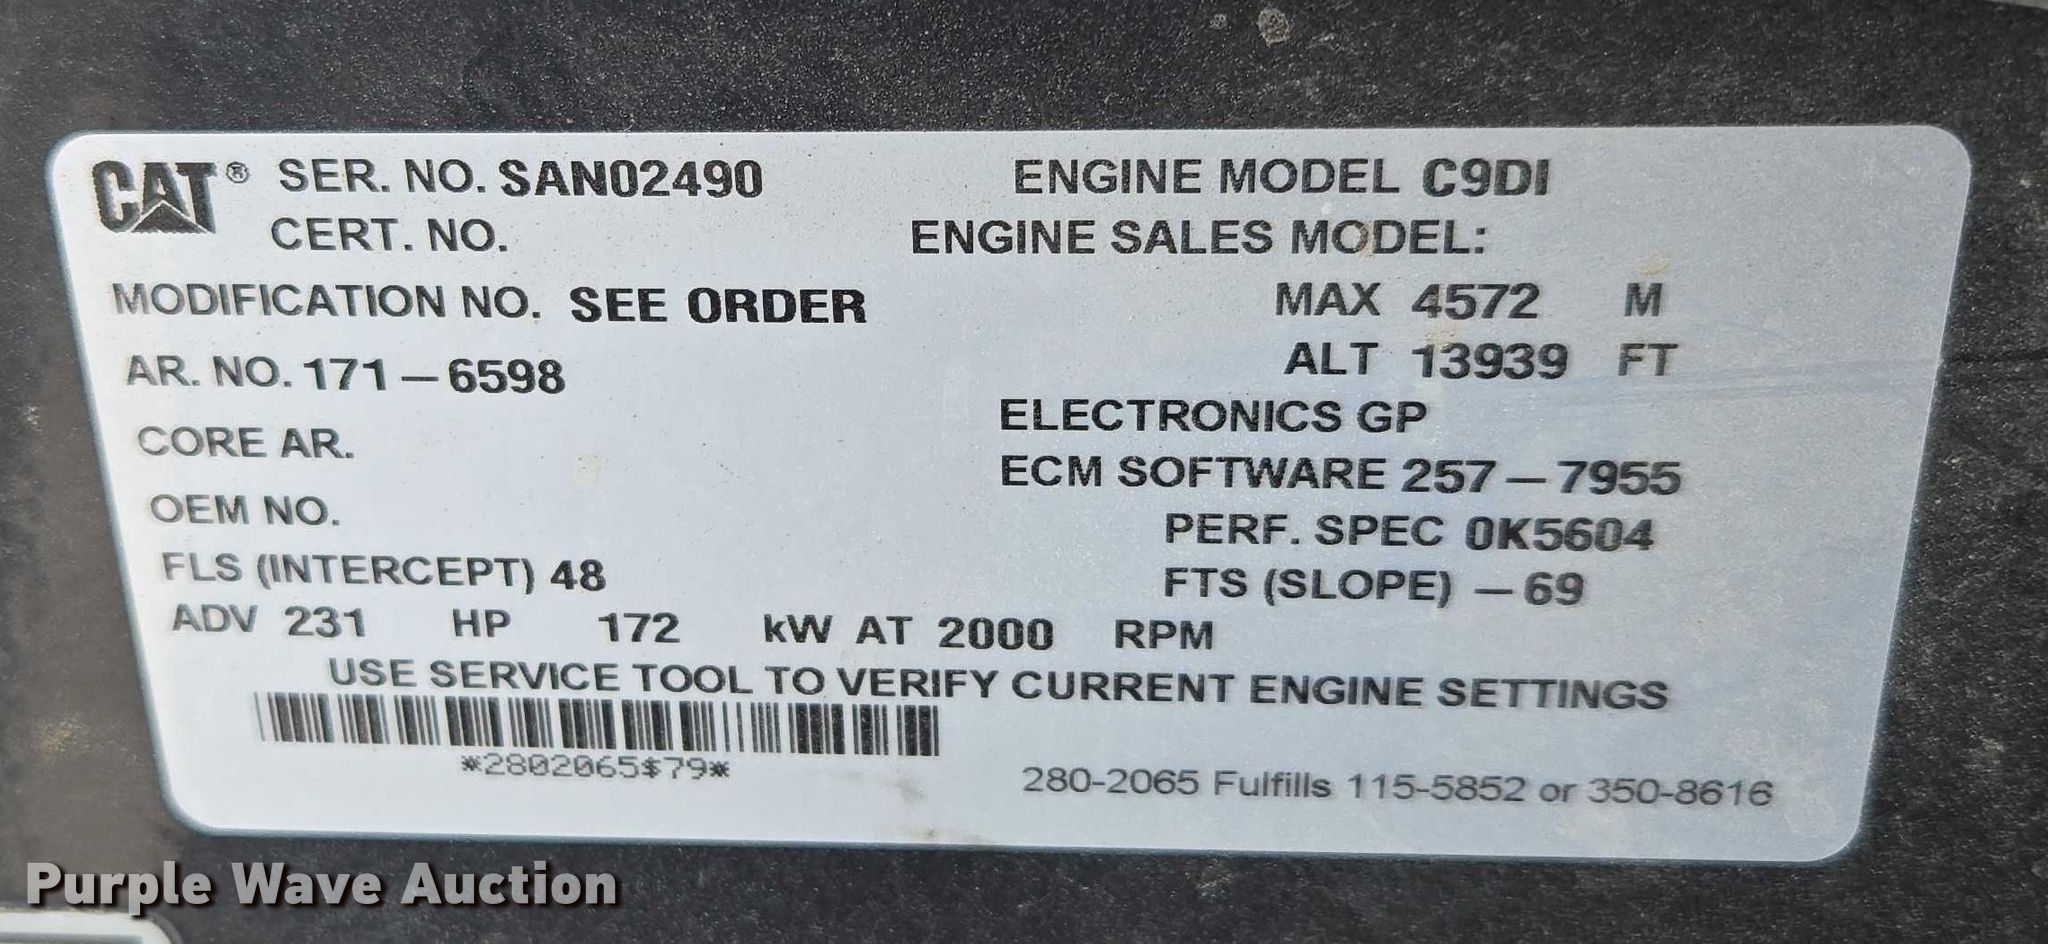 CAT® SER. NO. SAN02490 ENGINE MODEL C9DI
CERT. NO. ENGINE SALES MODEL:
MODIFICATION NO. SEE ORDER MAX 4572 M
AR. NO. 171-6598 ALT 13939 FT
ELECTRONICS GP
CORE AR. ECM SOFTWARE 257-7955
OEM NO. PERF. SPEC 0K5604
FLS (INTERCEPT) 48 FTS (SLOPE) -69
ADV 231 HP 172 kW AT 2000 RPM
USE SERVICE TOOL TO VERIFY CURRENT ENGINE SETTINGS
*2802065$79*
280-2065 Fulfills 115-5852 or 350-8616
Purple Wave Auction